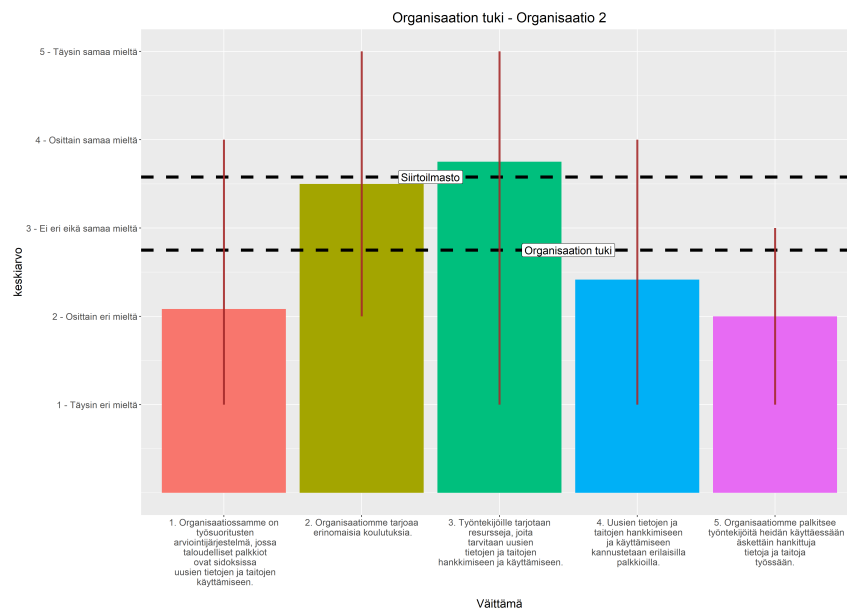 Organisaation tuki - Organisaatio 2
5 - Täysin samaa mieltä
4 - Osittain samaa mieltä
3 - Ei eri eikä samaa mieltä
2 - Osittain eri mieltä
1 - Täysin eri mieltä
keskiarvo
Siirtoilmasto
Organisaation tuki
1. Organisaatiossamme on
työsuoritusten
arviointijärjestelmä, jossa
taloudelliset palkkiot
ovat sidoksissa
uusien tietojen ja taitojen
käyttämiseen.
2. Organisaatiomme tarjoaa
erinomaisia koulutuksia.
3. Työntekijöille tarjotaan
resursseja, joita
tarvitaan uusien
tietojen ja taitojen
hankkimiseen ja käyttämiseen.
4. Uusien tietojen ja
taitojen hankkimiseen
ja käyttämiseen
kannustetaan erilaisilla
palkkioilla.
5. Organisaatiomme palkitsee
työntekijöitä heidän käyttäessään
äskettäin hankittuja
tietoja ja taitoja
työssään.
Väittämä